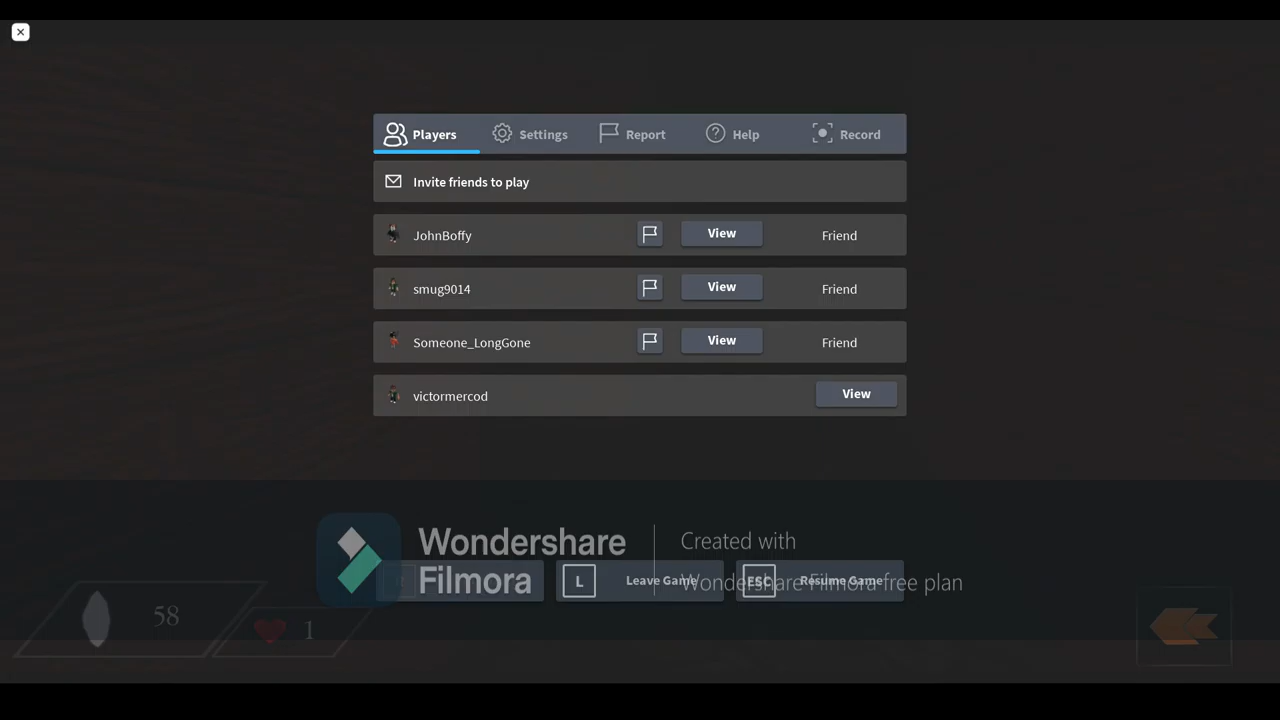 Players
Settings
Report
Help
Record
Invite friends to play
JohnBoffy
View
Friend
smug9014
View
Friend
Someone_LongGone
View
Friend
victormercod
View
Wondershare
Filmora
Created with
Wondershare Filmora free plan
L
Leave Game
ESC
Resume Game
58
1